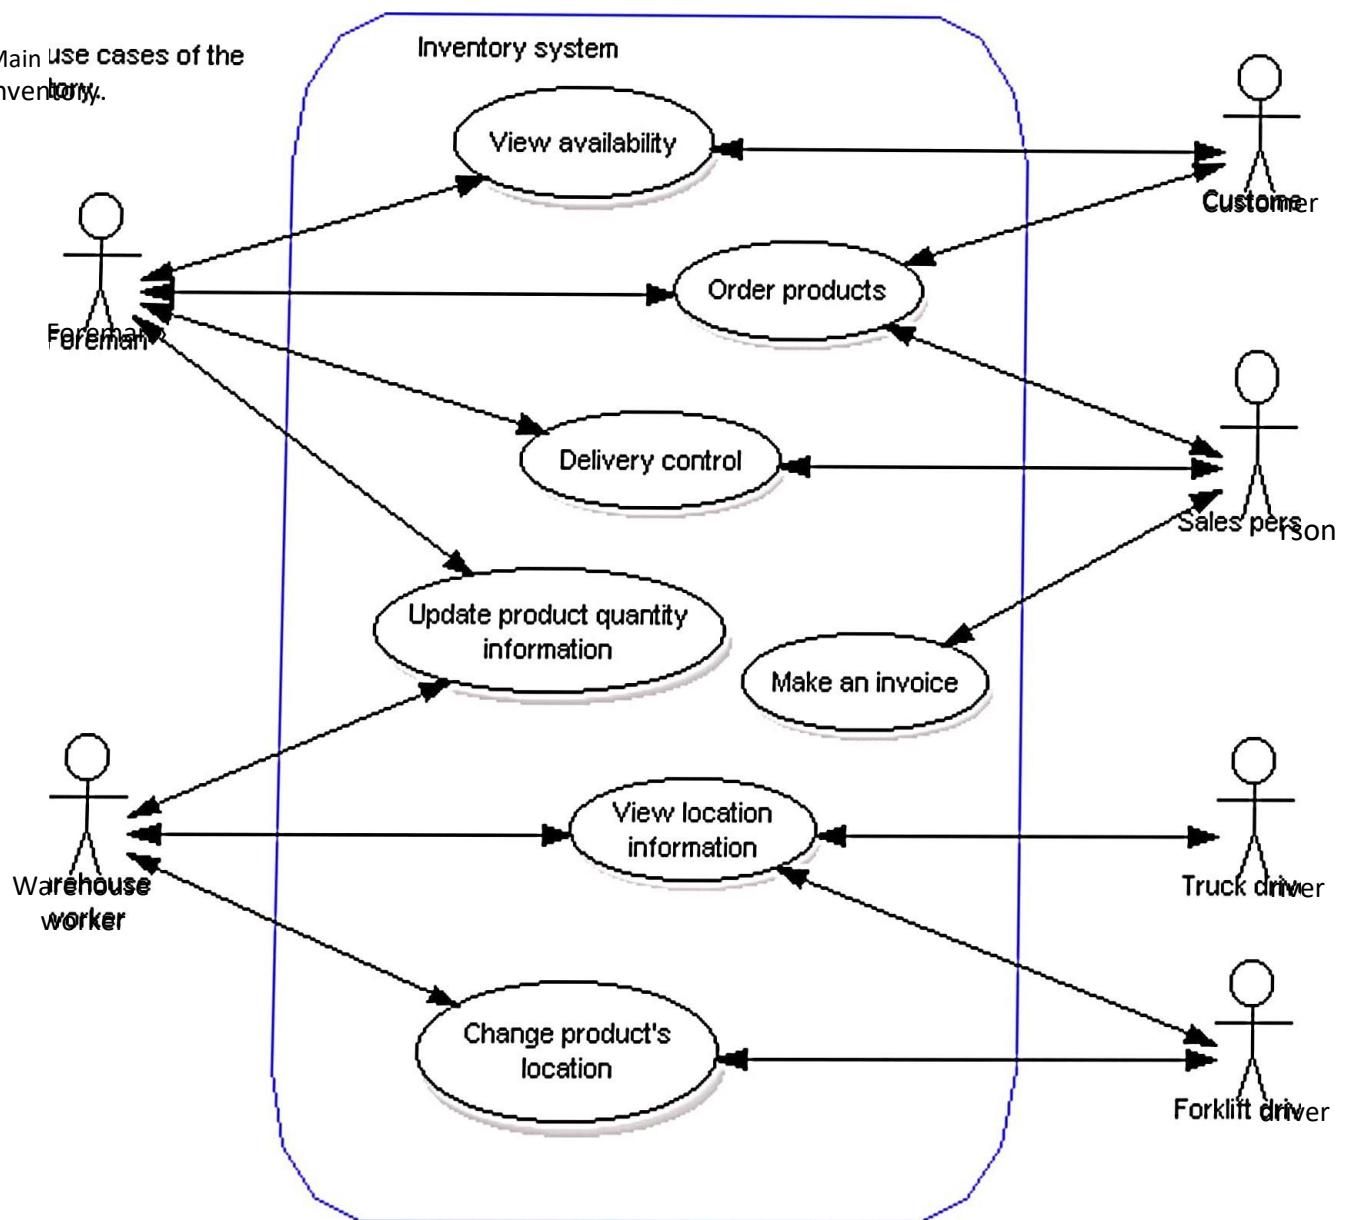 Main use cases of the
inventory.
Inventory system
View availability
Customer
Order products
Foreman
Delivery control
Sales person
Update product quantity
information
Make an invoice
View location
information
Warehouse
worker
Truck driver
Change product's
location
Forklift driver